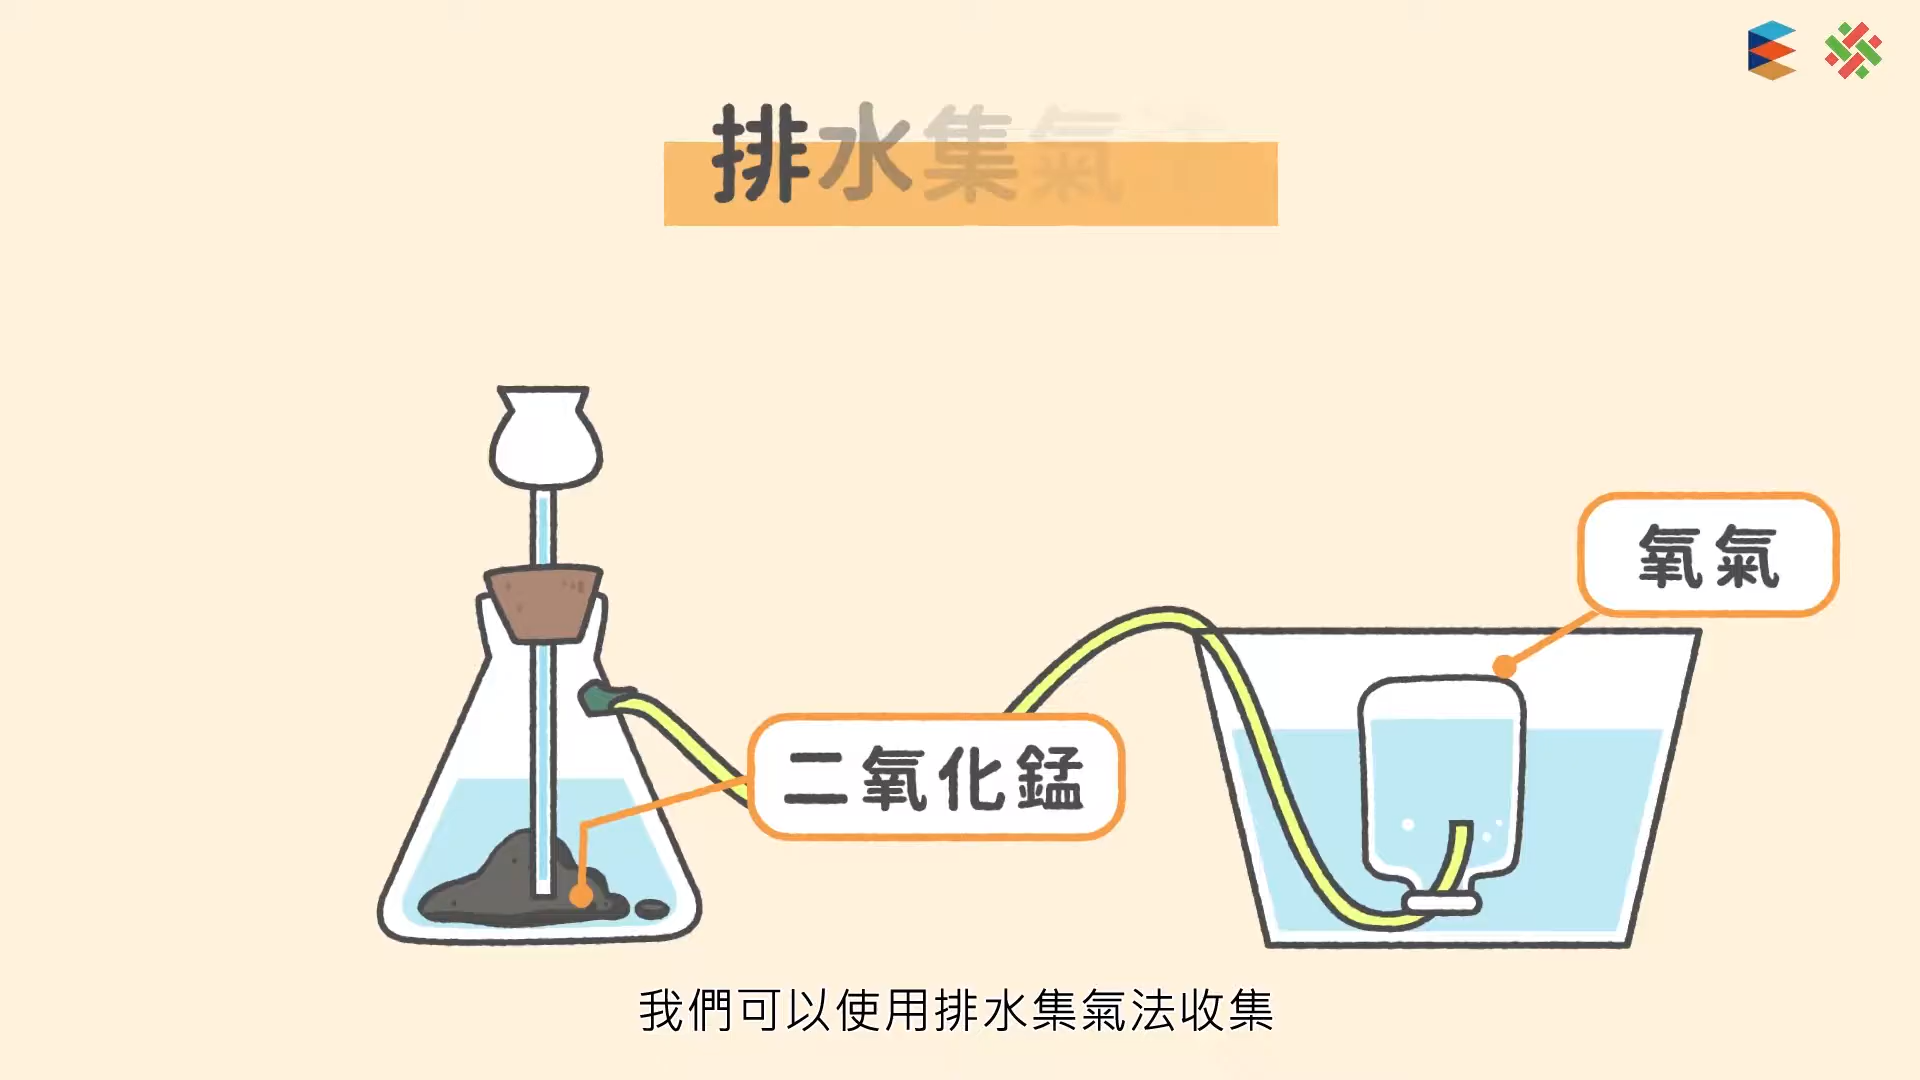 排水集氣法
氧氣
二氧化錳
我們可以使用排水集氣法收集